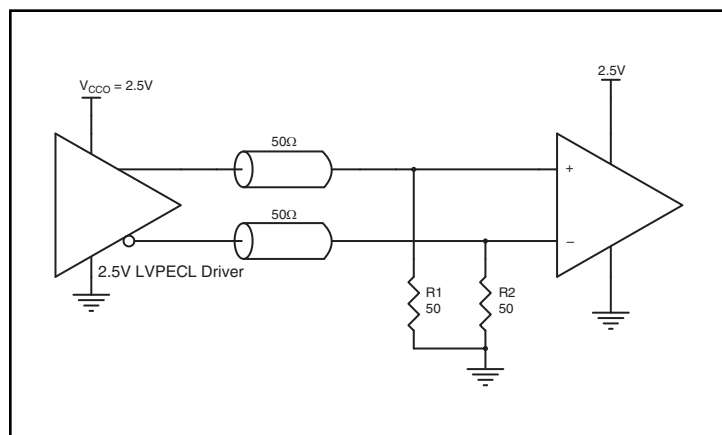 V_CCO = 2.5V
2.5V
50Ω
+
50Ω
−
2.5V LVPECL Driver
R1
50
R2
50